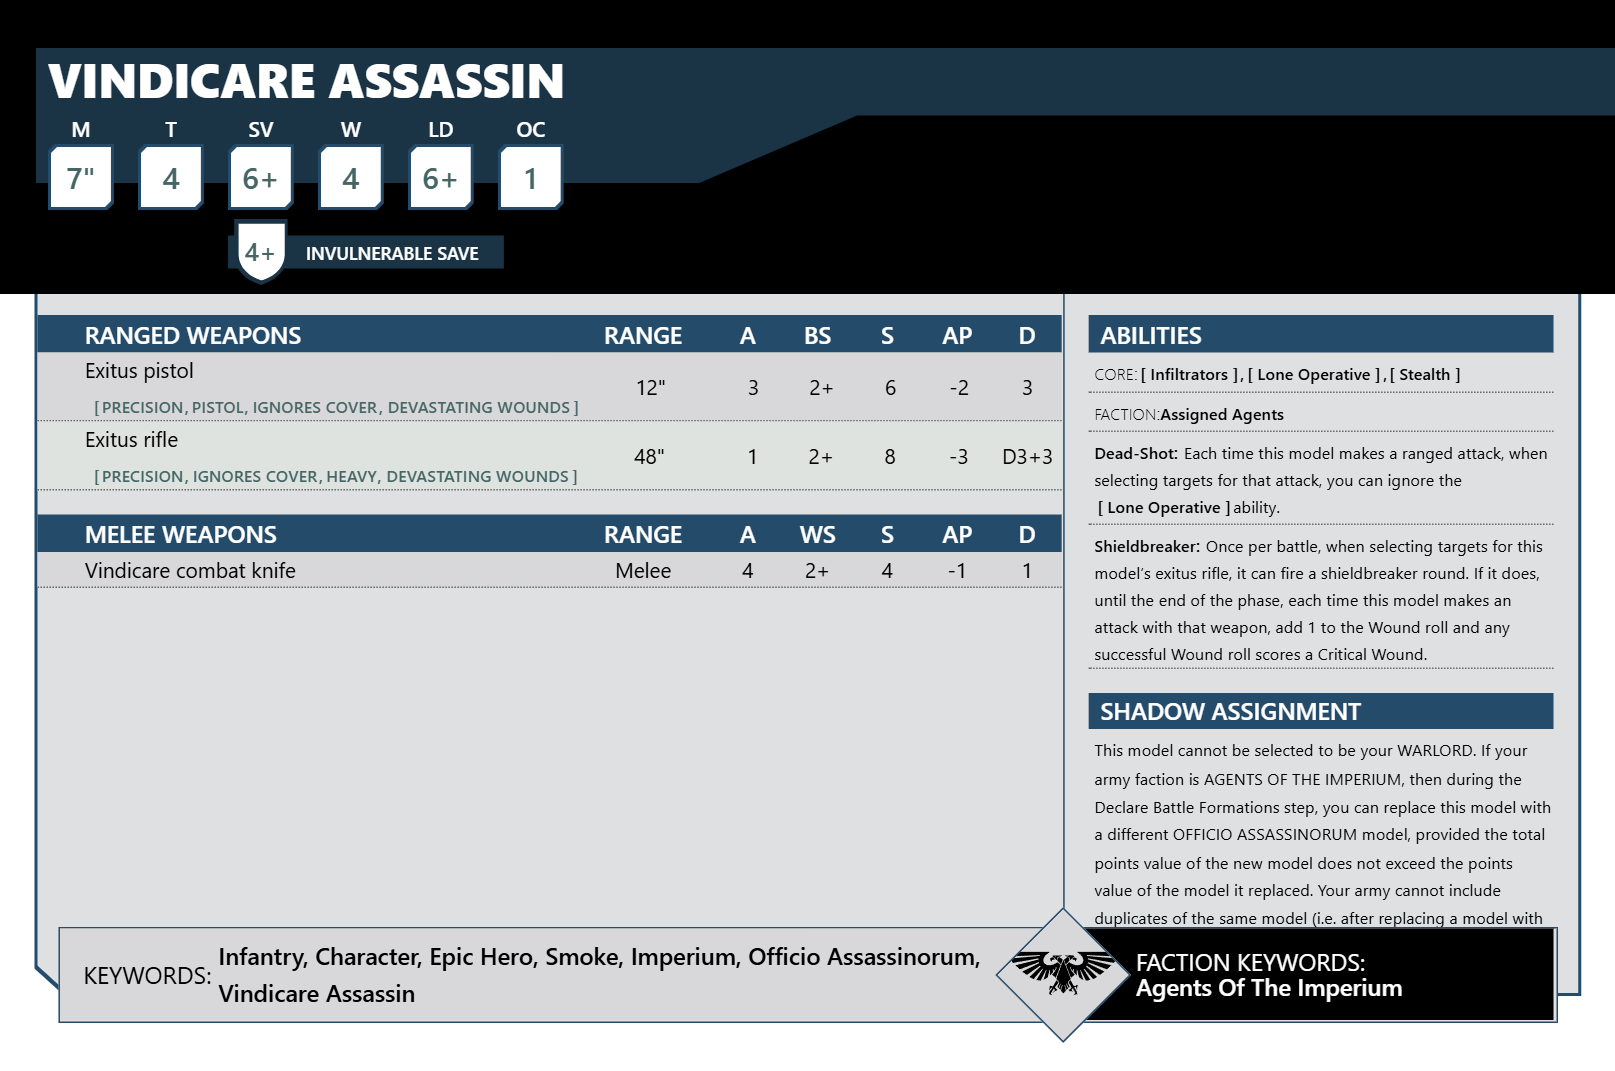 VINDICARE ASSASSIN
M T SV W LD OC
7" 4 6+ 4 6+ 1
4+ INVULNERABLE SAVE
RANGED WEAPONS RANGE A BS S AP D
Exitus pistol
12" 3 2+ 6 -2 3
[ PRECISION, PISTOL, IGNORES COVER, DEVASTATING WOUNDS ]
Exitus rifle
48" 1 2+ 8 -3 D3+3
[ PRECISION, IGNORES COVER, HEAVY, DEVASTATING WOUNDS ]
MELEE WEAPONS RANGE A WS S AP D
Vindicare combat knife Melee 4 2+ 4 -1 1
ABILITIES
CORE: [ Infiltrators ] , [ Lone Operative ] , [ Stealth ]
FACTION:Assigned Agents
Dead-Shot: Each time this model makes a ranged attack, when
selecting targets for that attack, you can ignore the
[ Lone Operative ] ability.
Shieldbreaker: Once per battle, when selecting targets for this
model's exitus rifle, it can fire a shieldbreaker round. If it does,
until the end of the phase, each time this model makes an
attack with that weapon, add 1 to the Wound roll and any
successful Wound roll scores a Critical Wound.
SHADOW ASSIGNMENT
This model cannot be selected to be your WARLORD. If your
army faction is AGENTS OF THE IMPERIUM, then during the
Declare Battle Formations step, you can replace this model with
a different OFFICIO ASSASSINORUM model, provided the total
points value of the new model does not exceed the points
value of the model it replaced. Your army cannot include
duplicates of the same model (i.e. after replacing a model with
KEYWORDS: Infantry, Character, Epic Hero, Smoke, Imperium, Officio Assassinorum,
Vindicare Assassin
FACTION KEYWORDS:
Agents Of The Imperium